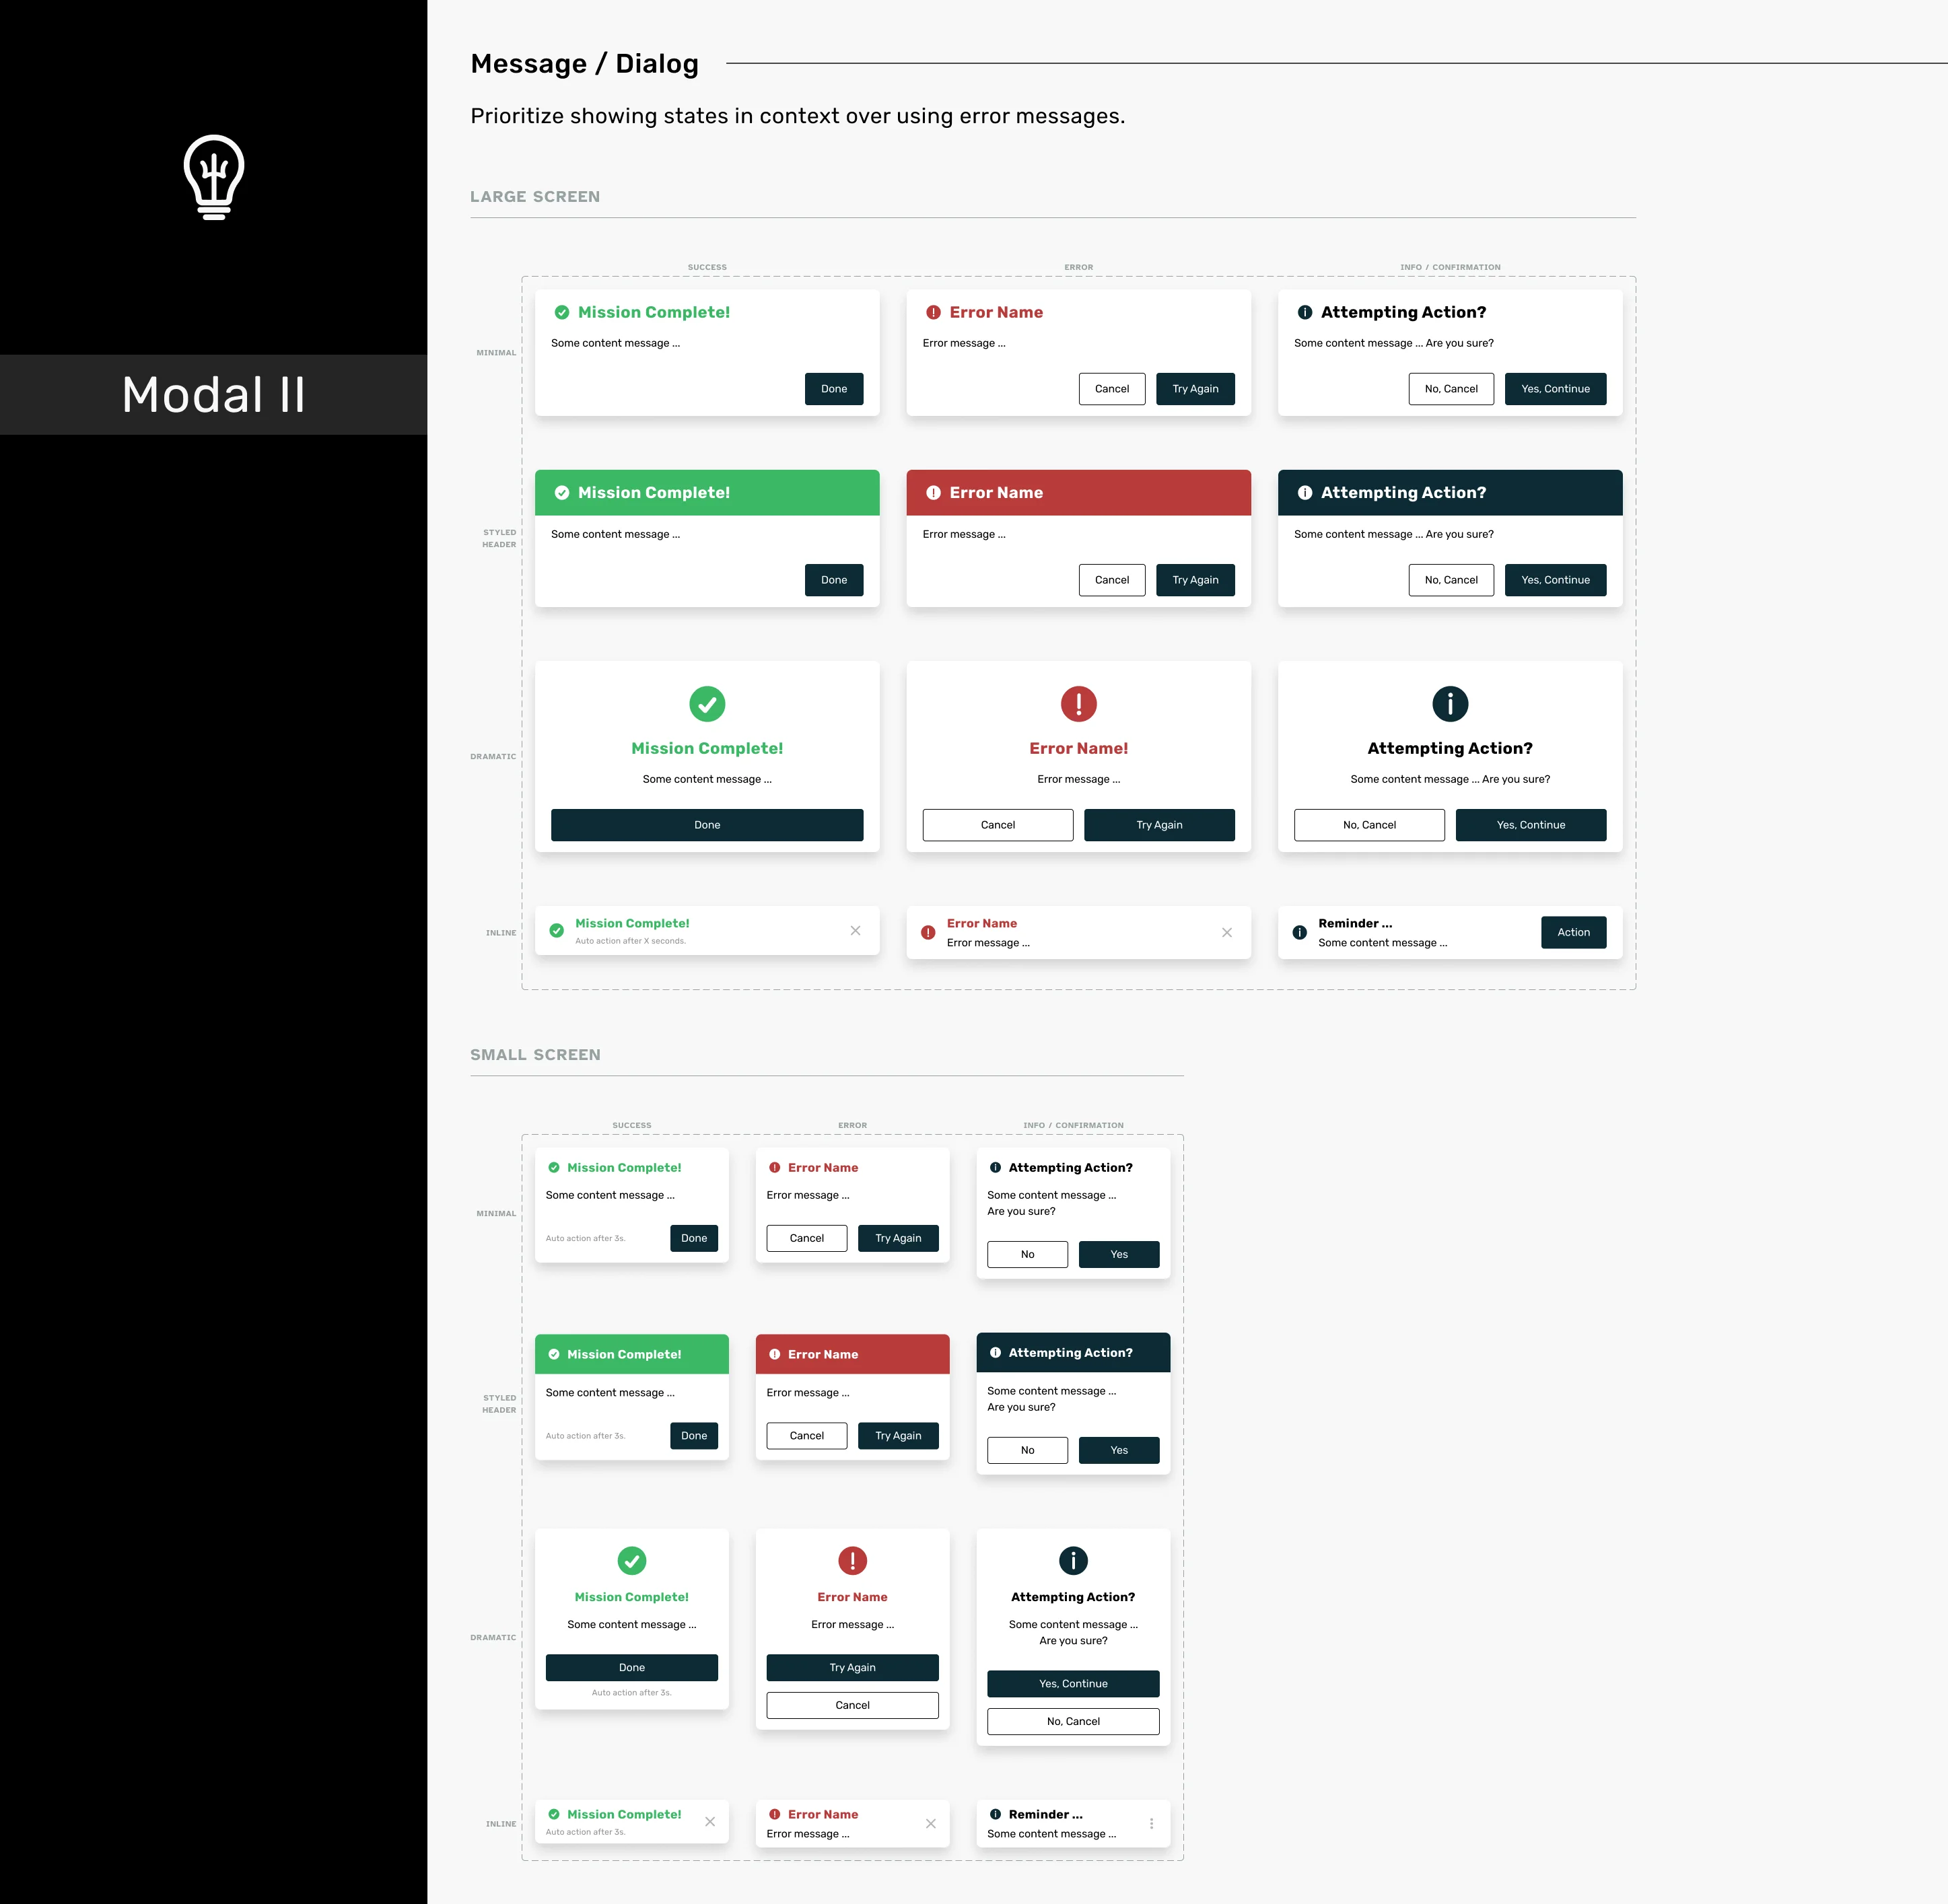 Modal II
Message / Dialog
Prioritize showing states in context over using error messages.
LARGE SCREEN
SUCCESS
ERROR
INFO / CONFIRMATION
MINIMAL
Mission Complete!
Some content message ...
Done
Error Name
Error message ...
Cancel
Try Again
Attempting Action?
Some content message ... Are you sure?
No, Cancel
Yes, Continue
STYLED
HEADER
Mission Complete!
Some content message ...
Done
Error Name
Error message ...
Cancel
Try Again
Attempting Action?
Some content message ... Are you sure?
No, Cancel
Yes, Continue
DRAMATIC
Mission Complete!
Some content message ...
Done
Error Name!
Error message ...
Cancel
Try Again
Attempting Action?
Some content message ... Are you sure?
No, Cancel
Yes, Continue
INLINE
Mission Complete!
Auto action after X seconds.
Error Name
Error message ...
Reminder ...
Some content message ...
Action
SMALL SCREEN
SUCCESS
ERROR
INFO / CONFIRMATION
MINIMAL
Mission Complete!
Some content message ...
Auto action after 3s.
Done
Error Name
Error message ...
Cancel
Try Again
Attempting Action?
Some content message ...
Are you sure?
No
Yes
STYLED
HEADER
Mission Complete!
Some content message ...
Auto action after 3s.
Done
Error Name
Error message ...
Cancel
Try Again
Attempting Action?
Some content message ...
Are you sure?
No
Yes
DRAMATIC
Mission Complete!
Some content message ...
Done
Auto action after 3s.
Error Name
Error message ...
Try Again
Cancel
Attempting Action?
Some content message ...
Are you sure?
Yes, Continue
No, Cancel
INLINE
Mission Complete!
Auto action after 3s.
Error Name
Error message ...
Reminder ...
Some content message ...